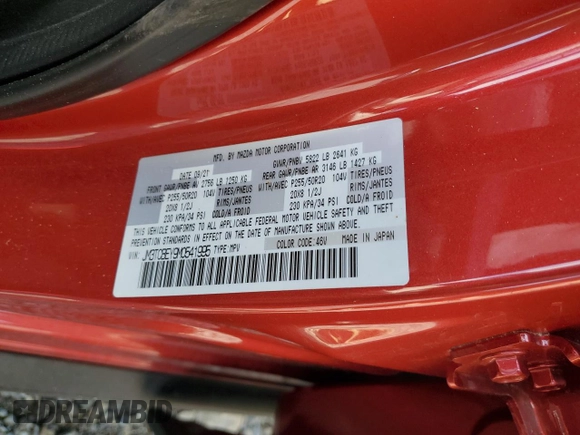 MFD. BY MAZDA MOTOR CORPORATION
DATE 09/21 GVWR/PNBV 5822 LB 2641 KG
FRONT GAWR/PNBE AV 2756 LB 1250 KG REAR GAWR/PNBE AR 3146 LB 1427 KG
WITH/AVEC P255/50R20 104V TIRES/PNEUS WITH/AVEC P255/50R20 104V TIRES/PNEUS
20X8 1/2J RIMS/JANTES 20X8 1/2J RIMS/JANTES
230 KPA/34 PSI COLD/A FROID 230 KPA/34 PSI COLD/A FROID
THIS VEHICLE CONFORMS TO ALL APPLICABLE FEDERAL MOTOR VEHICLE SAFETY AND THEFT
PREVENTION STANDARDS IN EFFECT ON THE DATE OF MANUFACTURE SHOWN ABOVE.
VIN: JM3TCBEY9N0541995 TYPE:MPV COLOR CODE:46V MADE IN JAPAN
DREAMBID